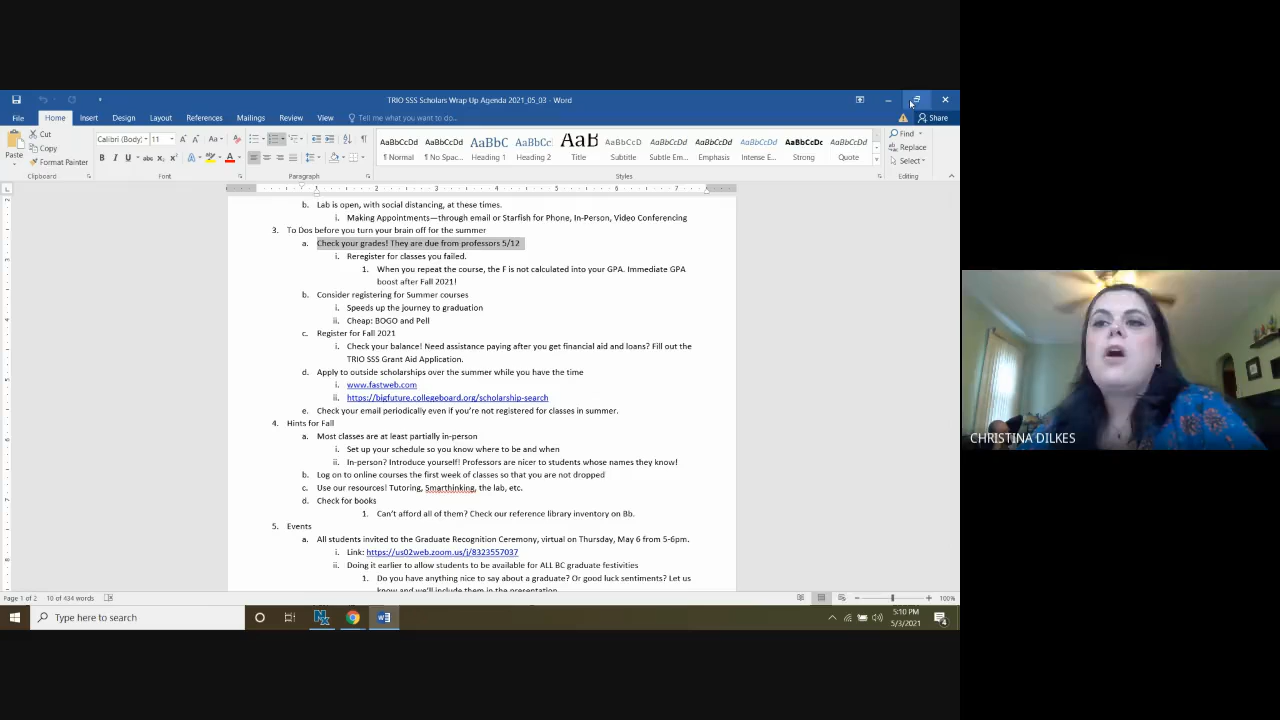 TRIO SSS Scholars Wrap Up Agenda 2021_05_03 - Word
File Home Insert Design Layout References Mailings Review View Tell me what you want to do... Share
Paste
Cut
Copy
Format Painter
Clipboard
Calibri (Body) 11
Font
Paragraph
AaBbCcDd AaBbCcDd AaBbC AaBbCcD AaB AaBbCcD AaBbCcDd AaBbCcDd AaBbCcDd AaBbCcDc AaBbCcDd
¶ Normal ¶ No Spac... Heading 1 Heading 2 Title Subtitle Subtle Em... Emphasis Intense E... Strong Quote
Styles
Find
Replace
Select
Editing
b. Lab is open, with social distancing, at these times.
i. Making Appointments—through email or Starfish for Phone, In-Person, Video Conferencing
3. To Dos before you turn your brain off for the summer
a. Check your grades! They are due from professors 5/12
i. Reregister for classes you failed.
1. When you repeat the course, the F is not calculated into your GPA. Immediate GPA
boost after Fall 2021!
b. Consider registering for Summer courses
i. Speeds up the journey to graduation
ii. Cheap: BOGO and Pell
c. Register for Fall 2021
i. Check your balance! Need assistance paying after you get financial aid and loans? Fill out the
TRIO SSS Grant Aid Application.
d. Apply to outside scholarships over the summer while you have the time
i. www.fastweb.com
ii. https://bigfuture.collegeboard.org/scholarship-search
e. Check your email periodically even if you're not registered for classes in summer.
4. Hints for Fall
a. Most classes are at least partially in-person
i. Set up your schedule so you know where to be and when
ii. In-person? Introduce yourself! Professors are nicer to students whose names they know!
b. Log on to online courses the first week of classes so that you are not dropped
c. Use our resources! Tutoring, Smarthinking, the lab, etc.
d. Check for books
1. Can't afford all of them? Check our reference library inventory on Bb.
5. Events
a. All students invited to the Graduate Recognition Ceremony, virtual on Thursday, May 6 from 5-6pm.
i. Link: https://us02web.zoom.us/j/8323557037
ii. Doing it earlier to allow students to be available for ALL BC graduate festivities
1. Do you have anything nice to say about a graduate? Or good luck sentiments? Let us
know and we'll include them in the presentation.
CHRISTINA DILKES
Page 1 of 2 10 of 434 words 100%
Type here to search
5:10 PM
5/3/2021
4